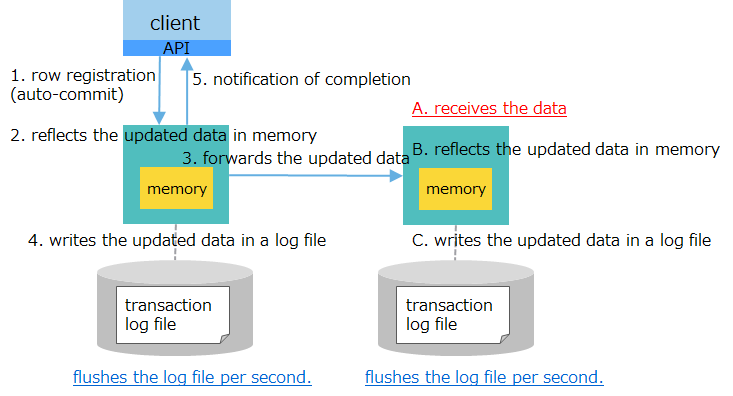 client
API
1. row registration
(auto-commit)
5. notification of completion
A. receives the data
2. reflects the updated data in memory
3. forwards the updated data
B. reflects the updated data in memory
memory
memory
4. writes the updated data in a log file
C. writes the updated data in a log file
transaction
log file
transaction
log file
flushes the log file per second.
flushes the log file per second.